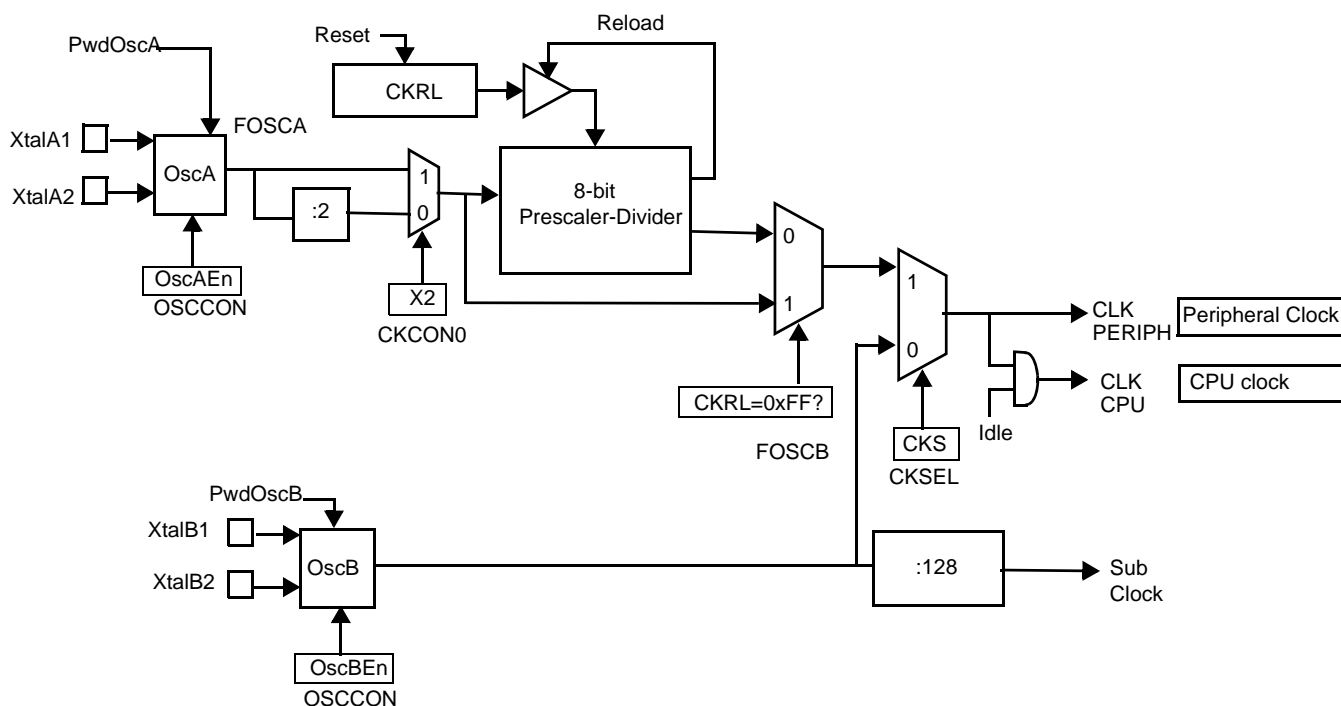 Reload
Reset
PwdOscA
CKRL
FOSCA
XtalA1
OscA
XtalA2
1
0
:2
8-bit
Prescaler-Divider
0
1
OscAEn
OSCCON
X2
CKCON0
1
0
CLK
PERIPH
Peripheral Clock
CLK
CPU
CPU clock
CKRL=0xFF?
Idle
FOSCB
CKS
CKSEL
PwdOscB
XtalB1
OscB
XtalB2
:128
Sub
Clock
OscBEn
OSCCON